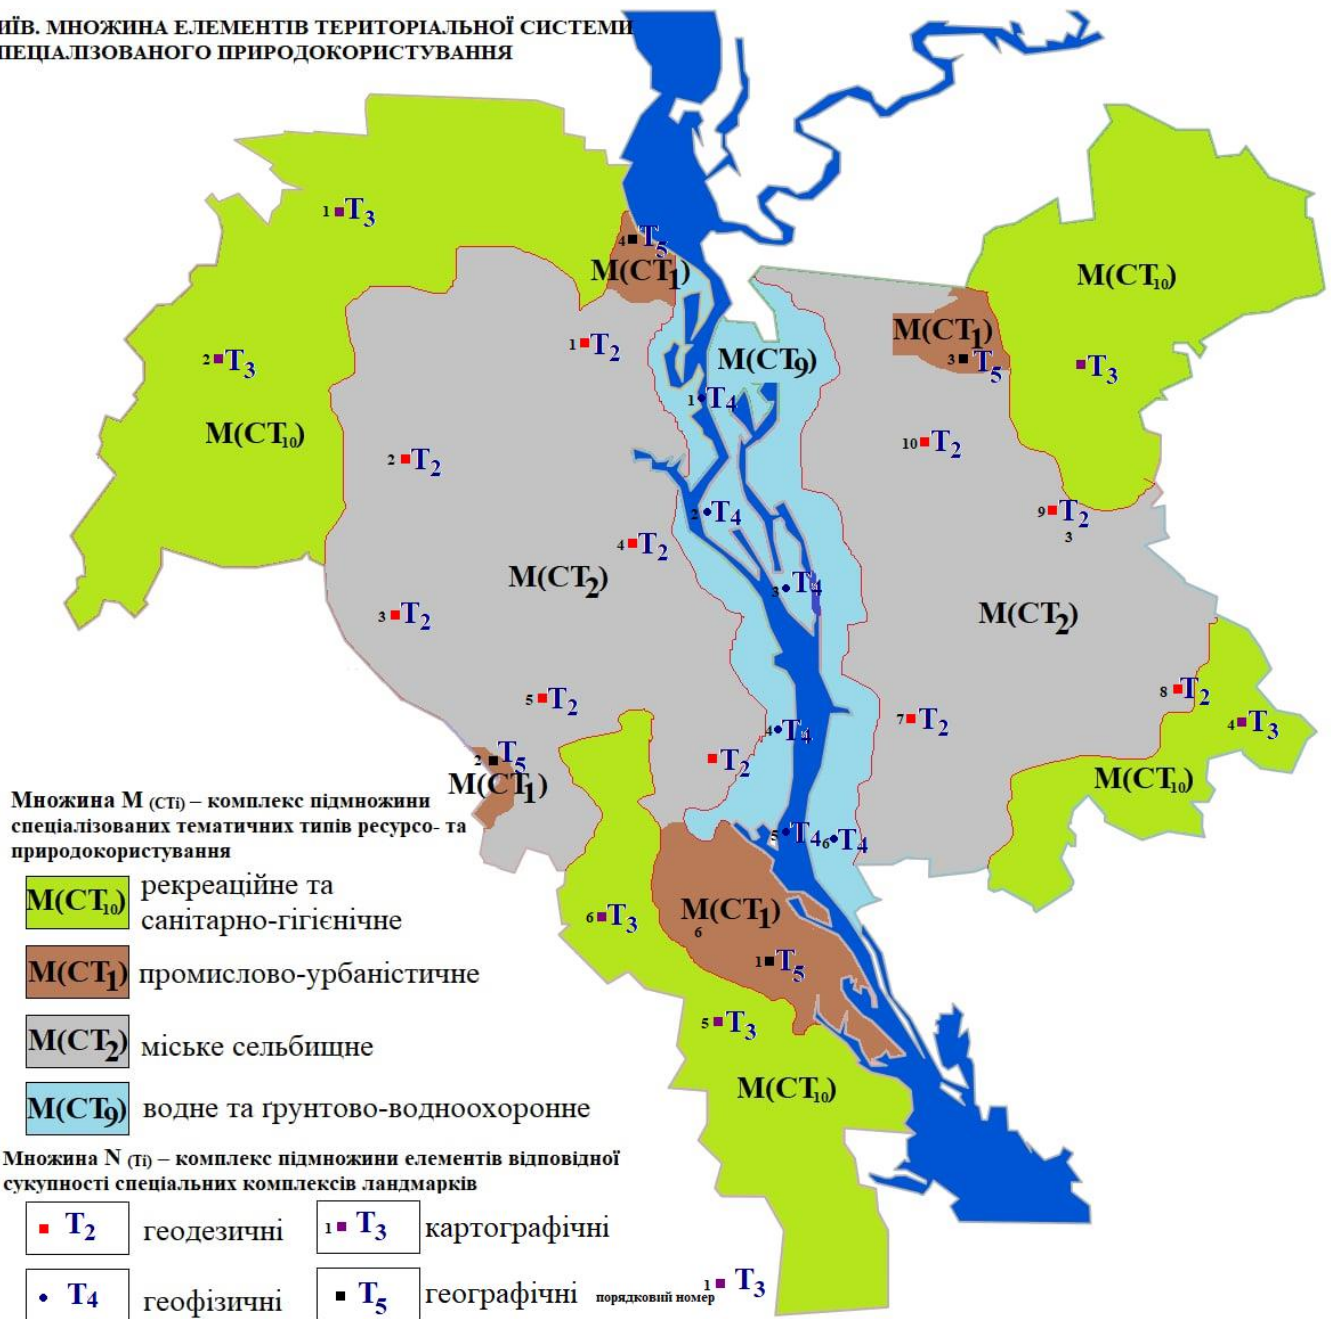 ИЇВ. МНОЖИНА ЕЛЕМЕНТІВ ТЕРИТОРІАЛЬНОЇ СИСТЕМИ
ПЕЦІАЛІЗОВАНОГО ПРИРОДОКОРИСТУВАННЯ
1 T3
4 T5
M(CT1)
M(CT10)
M(CT1)
3 T5
1 T2
2 T3
M(CT9)
T3
1 T4
M(CT10)
10 T2
2 T2
2 T4
9 T2
3
4 T2
M(CT2)
3 T4
3 T2
M(CT2)
5 T2
8 T2
7 T2
4 T3
4 T4
2 T5
T2
M(CT1)
M(CT10)
5 T4
6 T4
Множина M (CTi) – комплекс підмножини
спеціалізованих тематичних типів ресурсо- та
природокористування
M(CT10) рекреаційне та
санітарно-гігієнічне
M(CT1)
6
6 T3
1 T5
M(CT1) промислово-урбаністичне
5 T3
M(CT2) міське сельбищне
M(CT10)
M(CT9) водне та ґрунтово-водноохоронне
Множина N (Ti) – комплекс підмножини елементів відповідної
сукупності спеціальних комплексів ландмарків
T2 геодезичні 1 T3 картографічні
T4 геофізичні T5 географічні порядковий номер 1 T3